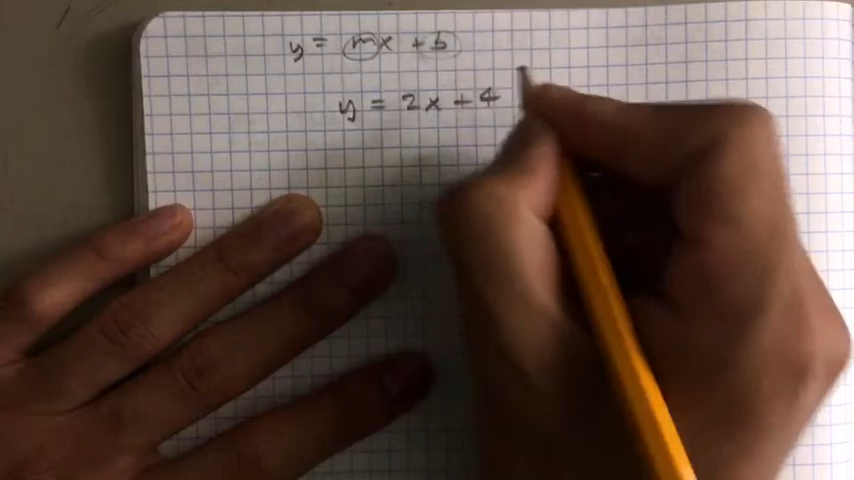 y = mx + b
y = 2x + 4